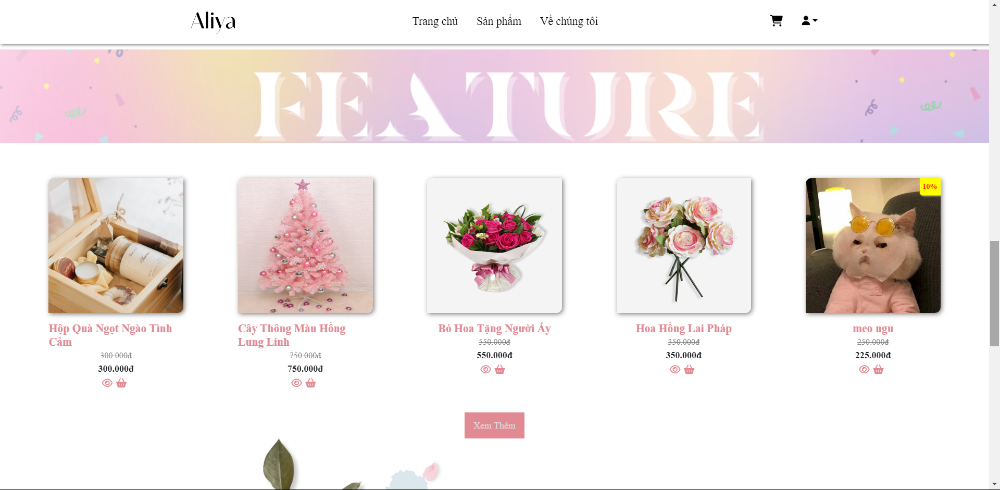 Aliya
Trang chủ
Sản phẩm
Về chúng tôi
FEATURE
10%
Hộp Quà Ngọt Ngào Tình
Cảm
300.000đ
300.000đ
Cây Thông Màu Hồng
Lung Linh
750.000đ
750.000đ
Bó Hoa Tặng Người Ấy
550.000đ
550.000đ
Hoa Hồng Lai Pháp
350.000đ
350.000đ
meo ngu
250.000đ
225.000đ
Xem Thêm